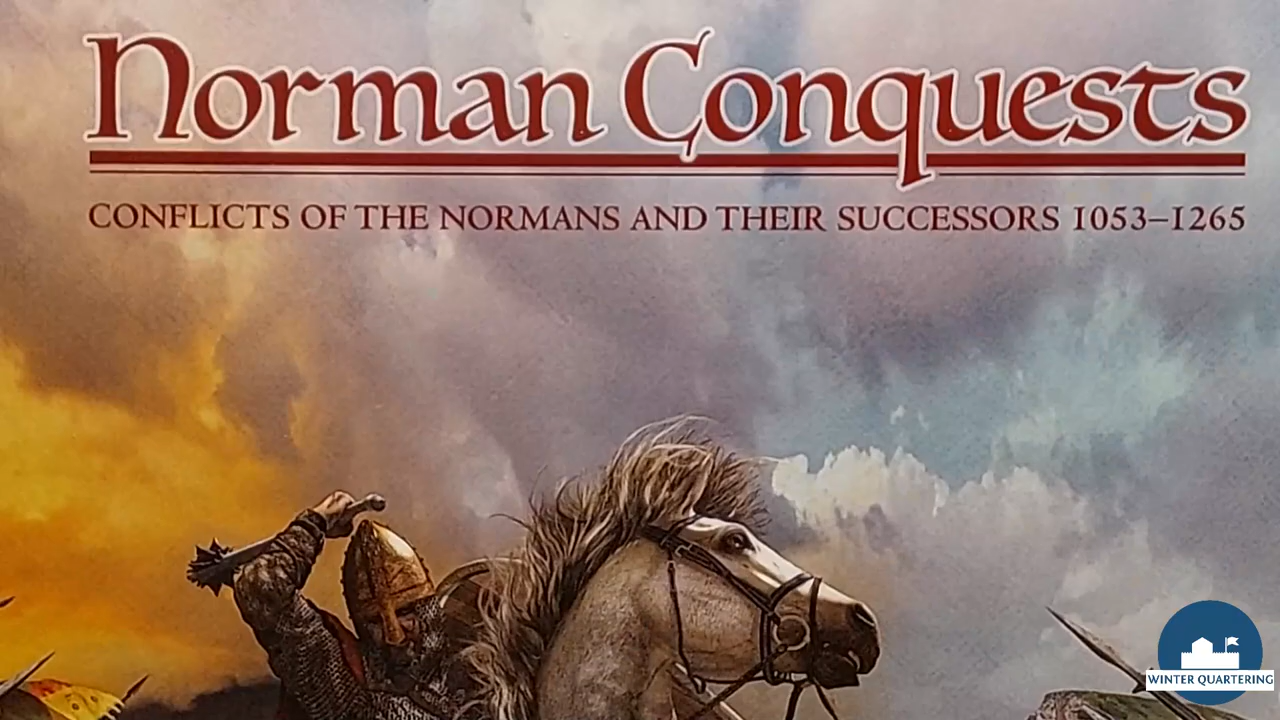 Norman Conquests
CONFLICTS OF THE NORMANS AND THEIR SUCCESSORS 1053–1265
WINTER QUARTERING